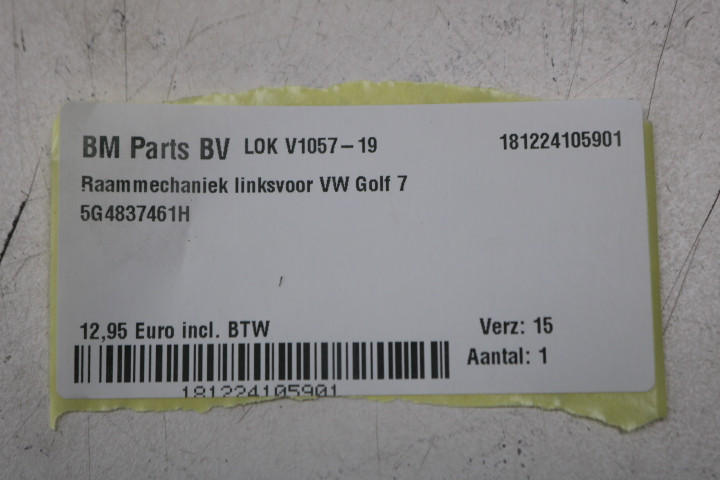 BM Parts BV LOK V1057-19 181224105901
Raammechaniek linksvoor VW Golf 7
5G4837461H
12,95 Euro incl. BTW Verz: 15
Aantal: 1
181224105901